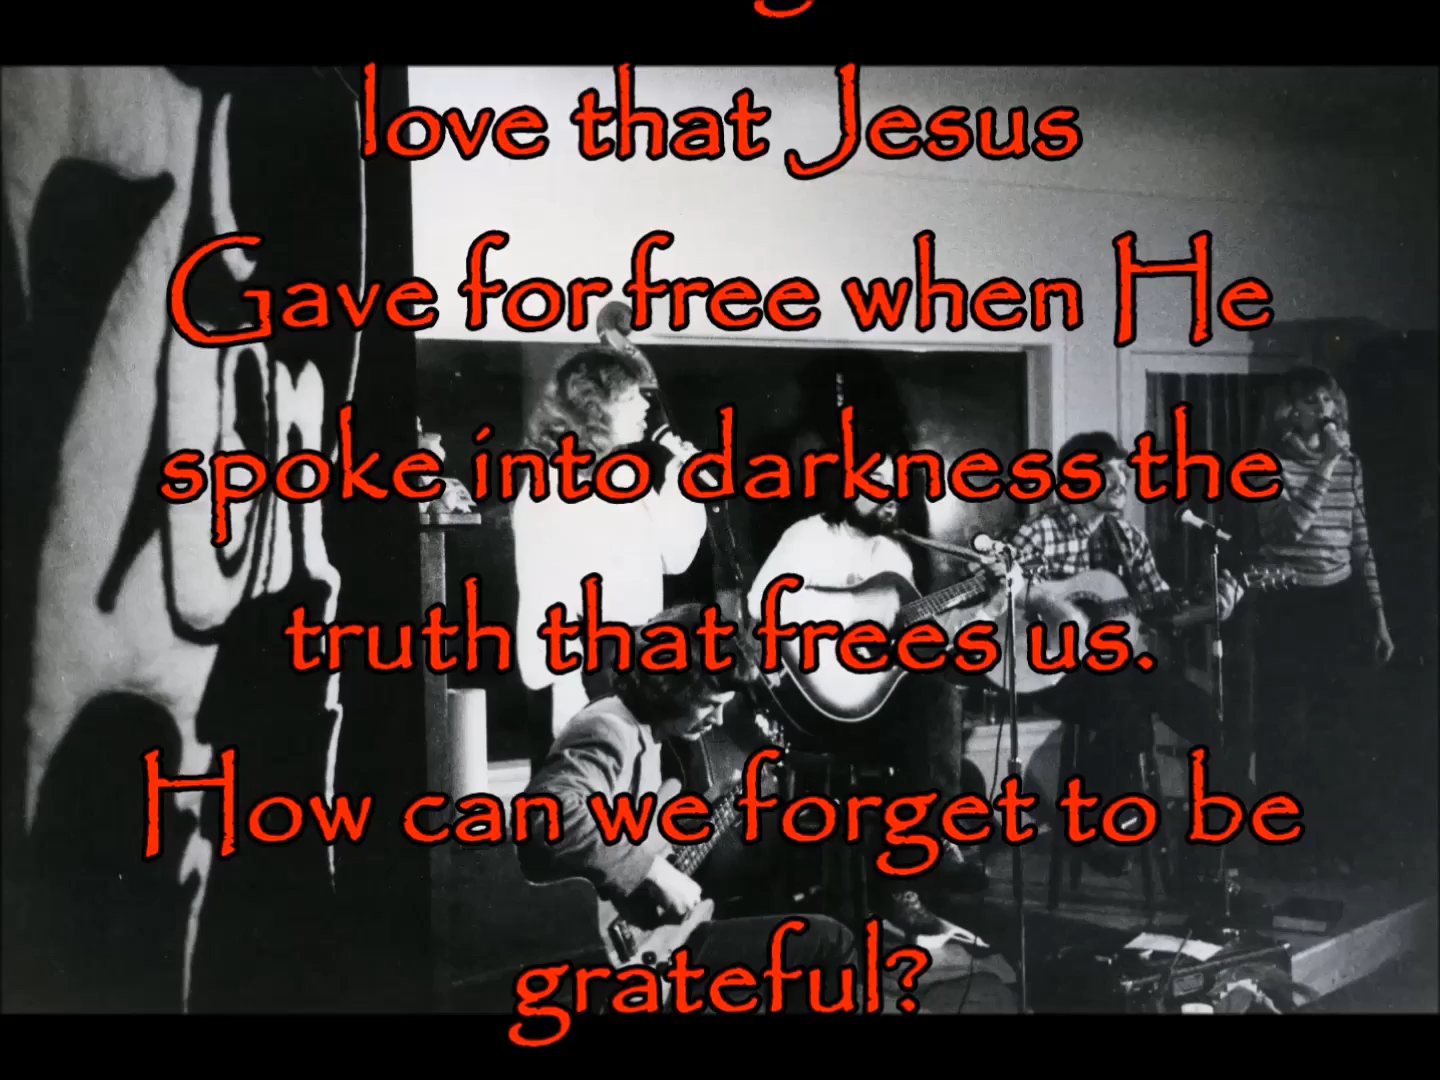 love that Jesus
Gave for free when He
spoke into darkness the
truth that frees us.
How can we forget to be
grateful?